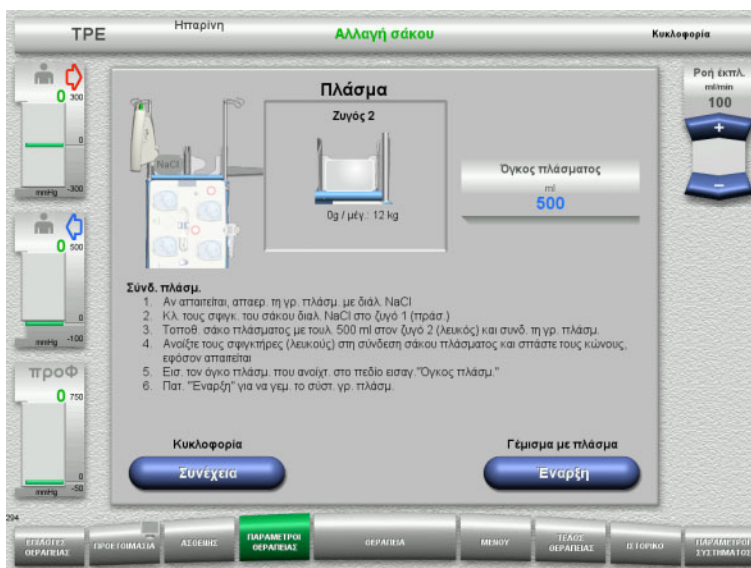 TPE
Ηπαρίνη
Αλλαγή σάκου
Κυκλοφορία
0 300
0
mmHg -300
0 500
0
mmHg -100
προΦ
0 750
0
mmHg -50
Πλάσμα
Ζυγός 2
NaCl
0g / μέγ.: 12 kg
Όγκος πλάσματος
ml
500
Ροή έκπλ.
ml/min
100
+
−
Σύνδ. πλάσμ.
1. Αν απαιτείται, απαερ. τη γρ. πλάσμ. με διάλ. NaCl
2. Κλ. τους σφιγκ. του σάκου διαλ. NaCl στο ζυγό 1 (πράσ.)
3. Τοποθ. σάκο πλάσματος με τουλ. 500 ml στον ζυγό 2 (λευκός) και συνδ. τη γρ. πλάσμ.
4. Ανοίξτε τους σφιγκτήρες (λευκούς) στη σύνδεση σάκου πλάσματος και σπάστε τους κώνους,
εφόσον απαιτείται
5. Εισ. τον όγκο πλάσμ. που ανοίχτ. στο πεδίο εισαγ."Όγκος πλάσμ."
6. Πατ. "Έναρξη" για να γεμ. το σύστ. γρ. πλάσμ.
Κυκλοφορία
Συνέχεια
Γέμισμα με πλάσμα
Έναρξη
294
ΕΠΙΛΟΓΕΣ
ΘΕΡΑΠΕΙΑΣ
ΠΡΟΕΤΟΙΜΑΣΙΑ
ΑΣΘΕΝΗΣ
ΠΑΡΑΜΕΤΡΟΙ
ΘΕΡΑΠΕΙΑΣ
ΘΕΡΑΠΕΙΑ
ΜΕΝΟΥ
ΤΕΛΟΣ
ΘΕΡΑΠΕΙΑΣ
ΙΣΤΟΡΙΚΟ
ΠΑΡΑΜΕΤΡΟΙ
ΣΥΣΤΗΜΑΤΟΣ